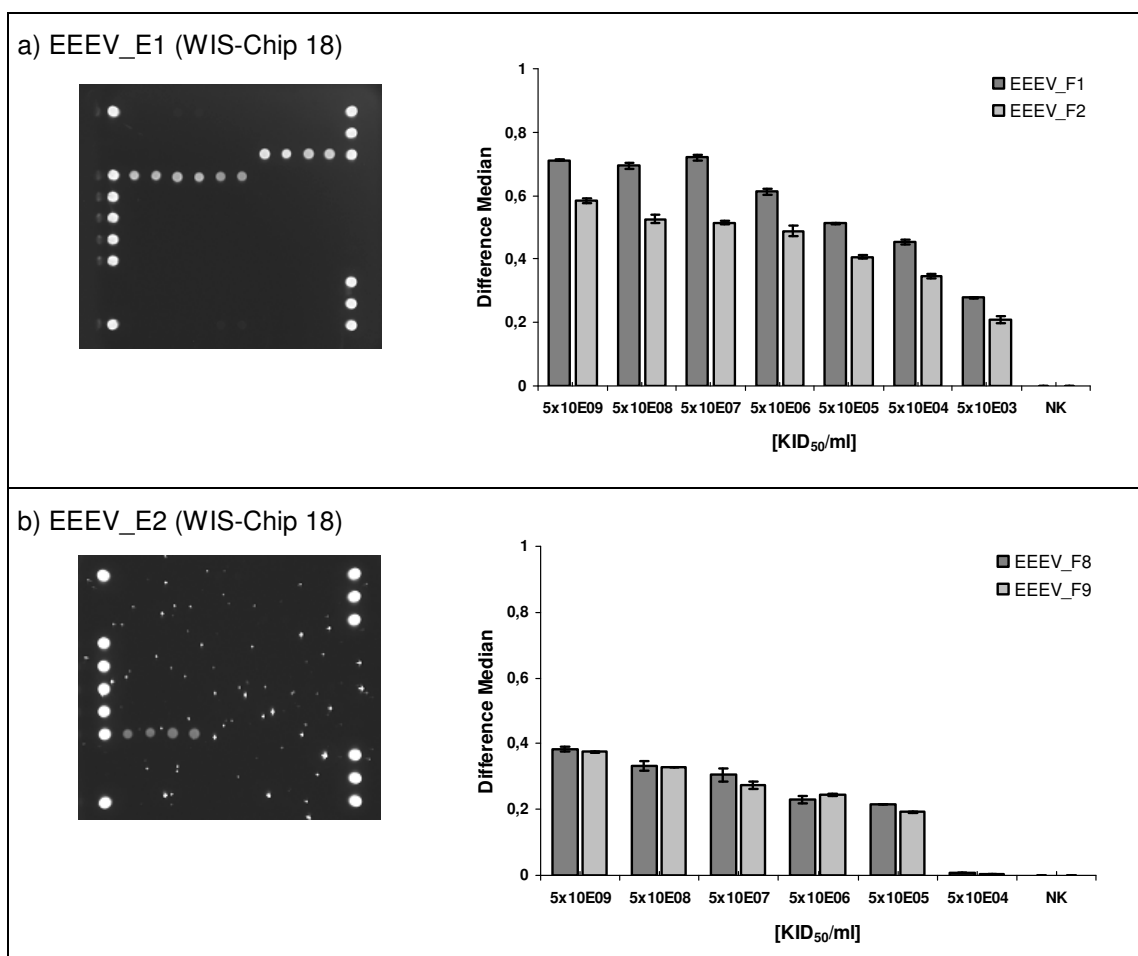 a) EEEV_E1 (WIS-Chip 18)
1
0,8
0,6
0,4
0,2
0
Difference Median
EEEV_F1
EEEV_F2
5x10E09 5x10E08 5x10E07 5x10E06 5x10E05 5x10E04 5x10E03 NK
[KID50/ml]
b) EEEV_E2 (WIS-Chip 18)
1
0,8
0,6
0,4
0,2
0
Difference Median
EEEV_F8
EEEV_F9
5x10E09 5x10E08 5x10E07 5x10E06 5x10E05 5x10E04 NK
[KID50/ml]